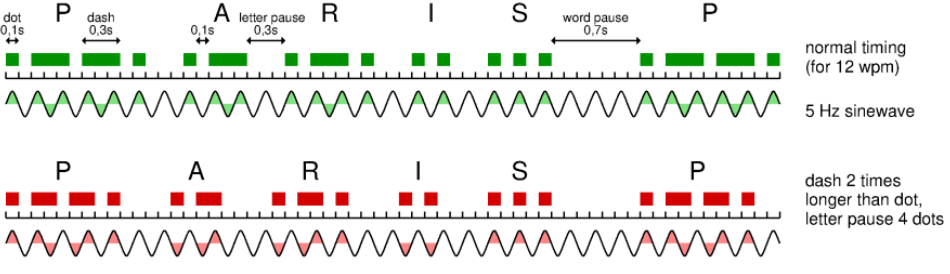 P A R I S P
dot
0,1s
dash
0,3s
0,1s
letter pause
0,3s
word pause
0,7s
normal timing
(for 12 wpm)
5 Hz sinewave
P A R I S P
dash 2 times
longer than dot,
letter pause 4 dots